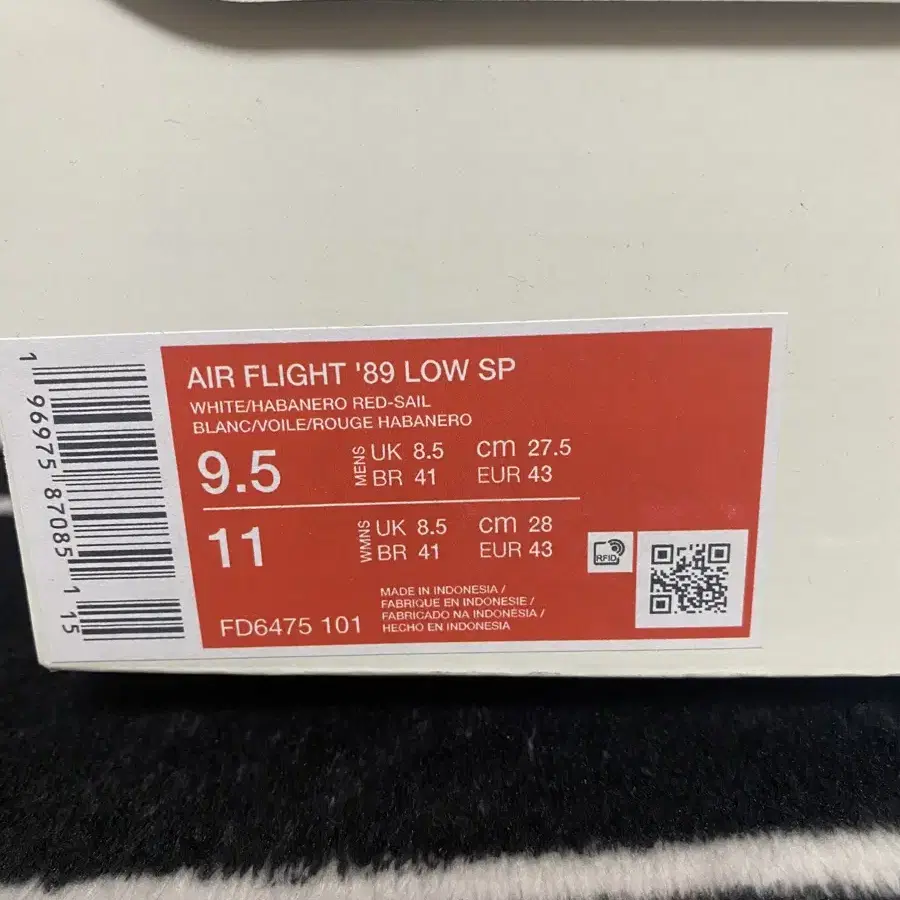 AIR FLIGHT '89 LOW SP
WHITE/HABANERO RED-SAIL
BLANC/VOILE/ROUGE HABANERO
9.5 MENS UK 8.5 cm 27.5
BR 41 EUR 43
11 WMNS UK 8.5 cm 28
BR 41 EUR 43
RFID
FD6475 101
MADE IN INDONESIA /
FABRIQUE EN INDONESIE /
FABRICADO NA INDONESIA /
HECHO EN INDONESIA
1 96975 87085 1 15